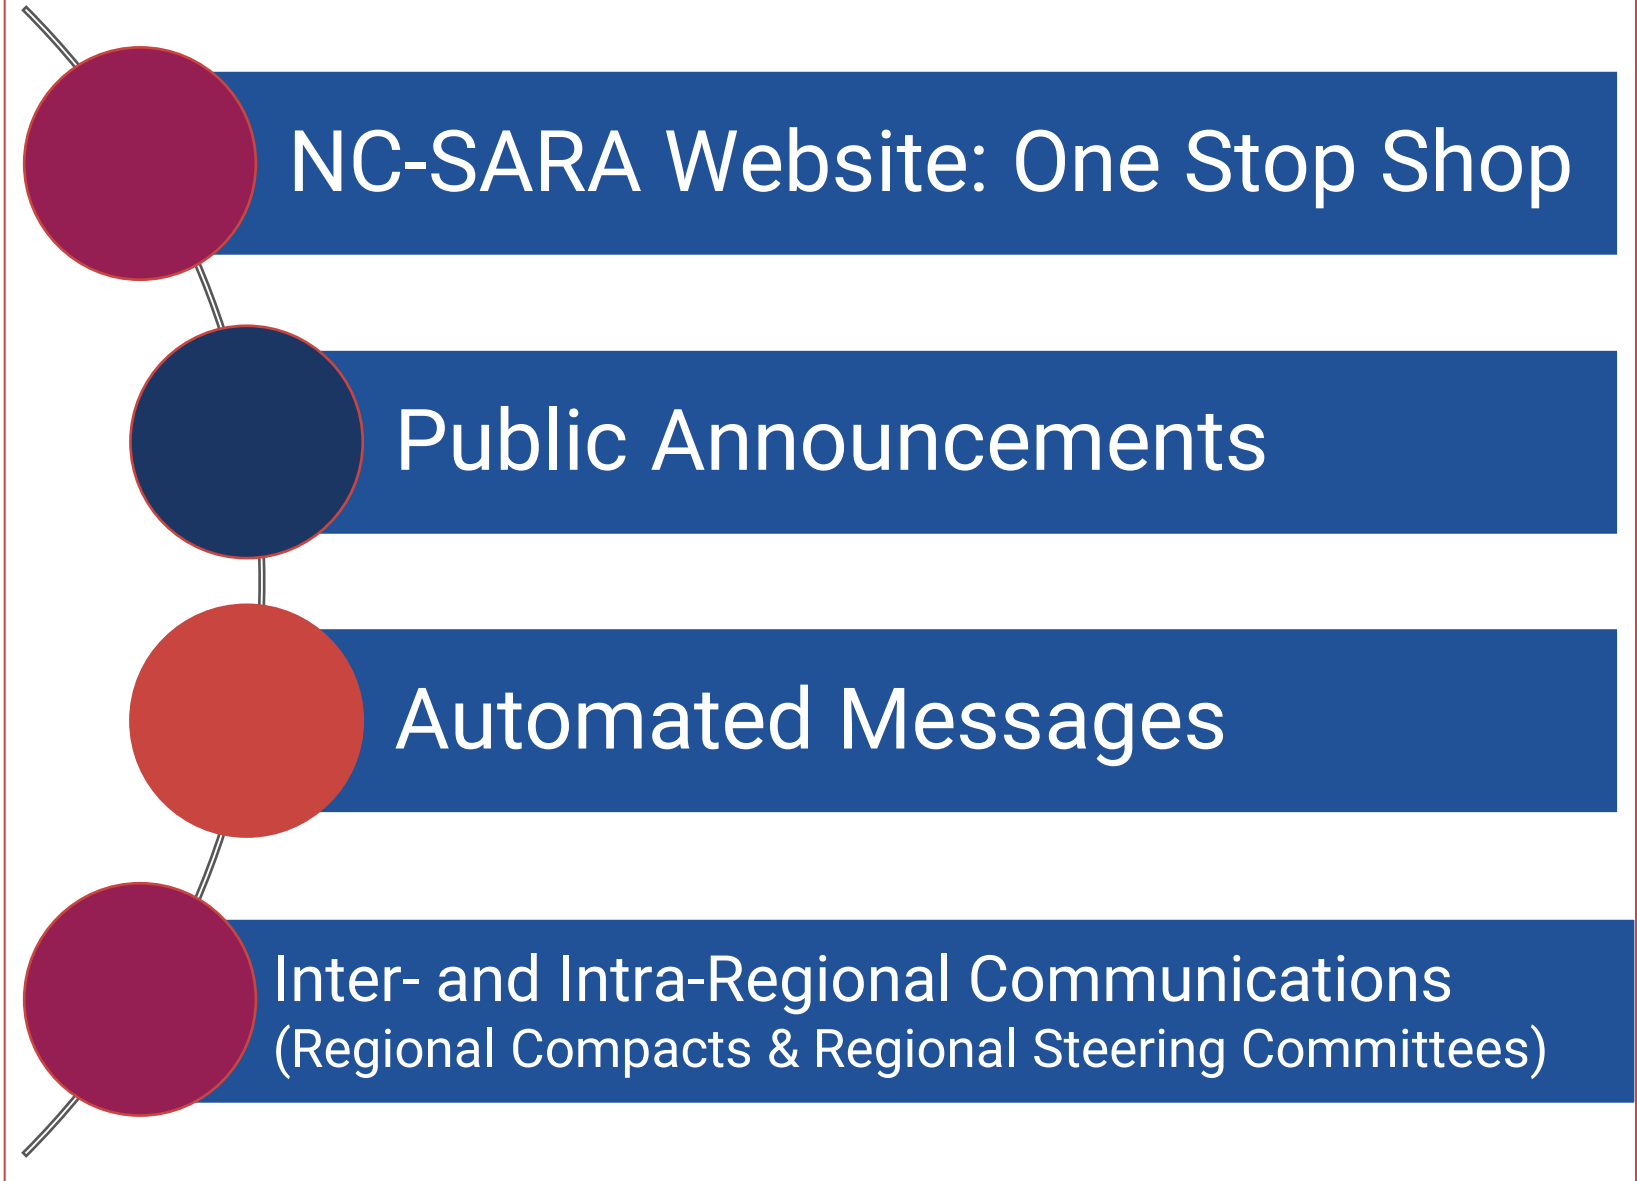 NC-SARA Website: One Stop Shop
Public Announcements
Automated Messages
Inter- and Intra-Regional Communications
(Regional Compacts & Regional Steering Committees)